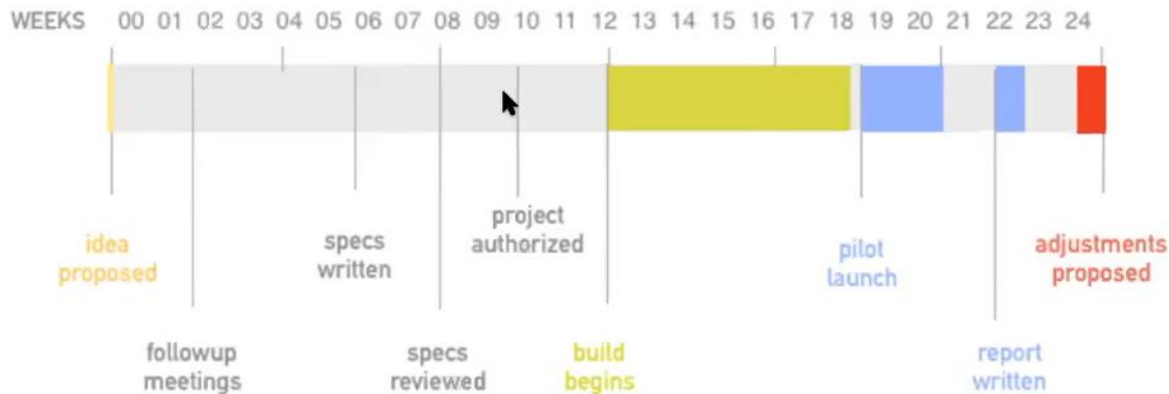 WEEKS 00 01 02 03 04 05 06 07 08 09 10 11 12 13 14 15 16 17 18 19 20 21 22 23 24
idea
proposed
followup
meetings
specs
written
specs
reviewed
project
authorized
build
begins
pilot
launch
report
written
adjustments
proposed